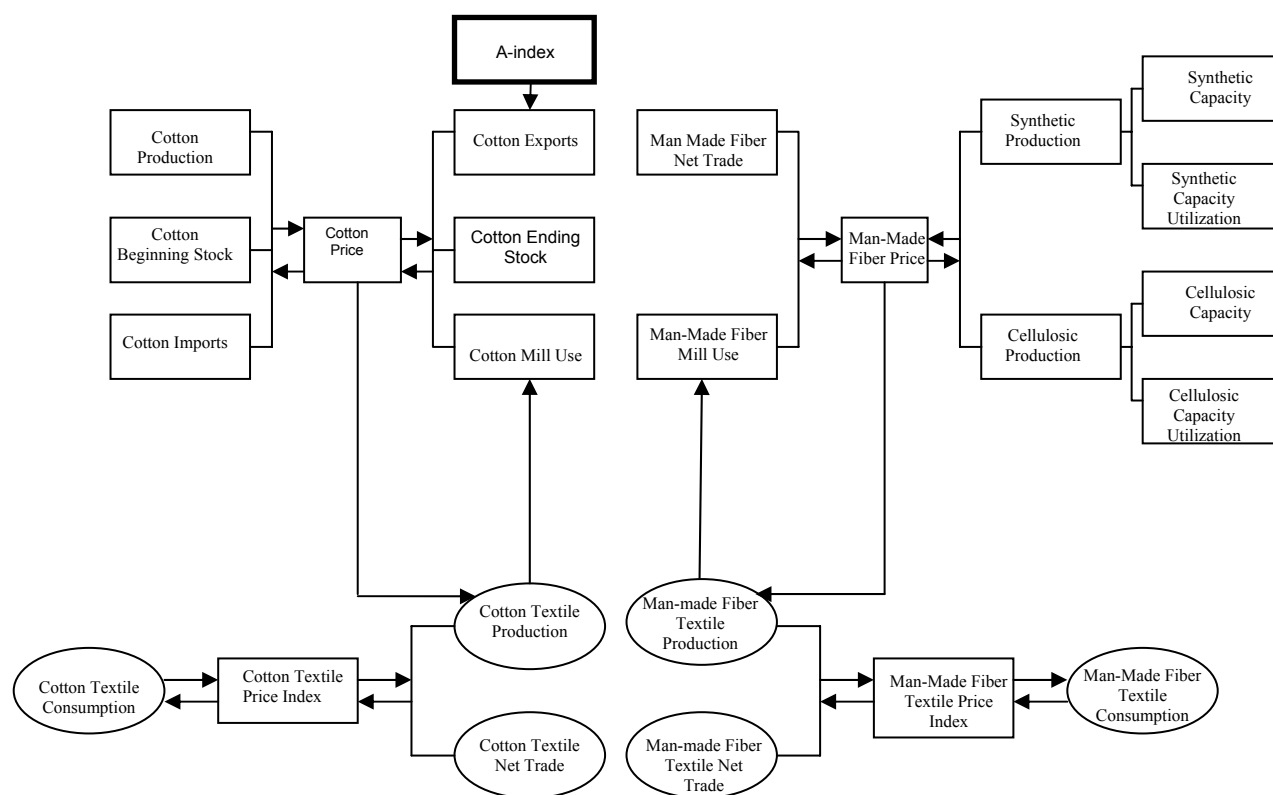 A-index
Cotton
Production
Cotton Exports
Man Made Fiber
Net Trade
Synthetic
Production
Synthetic
Capacity
Synthetic
Capacity
Utilization
Cotton
Beginning Stock
Cotton
Price
Cotton Ending
Stock
Man-Made
Fiber Price
Cotton Imports
Cotton Mill Use
Man-Made Fiber
Mill Use
Cellulosic
Production
Cellulosic
Capacity
Cellulosic
Capacity
Utilization
Cotton Textile
Production
Man-made Fiber
Textile
Production
Cotton Textile
Consumption
Cotton Textile
Price Index
Man-Made Fiber
Textile Price
Index
Man-Made Fiber
Textile
Consumption
Cotton Textile
Net Trade
Man-made Fiber
Textile Net
Trade